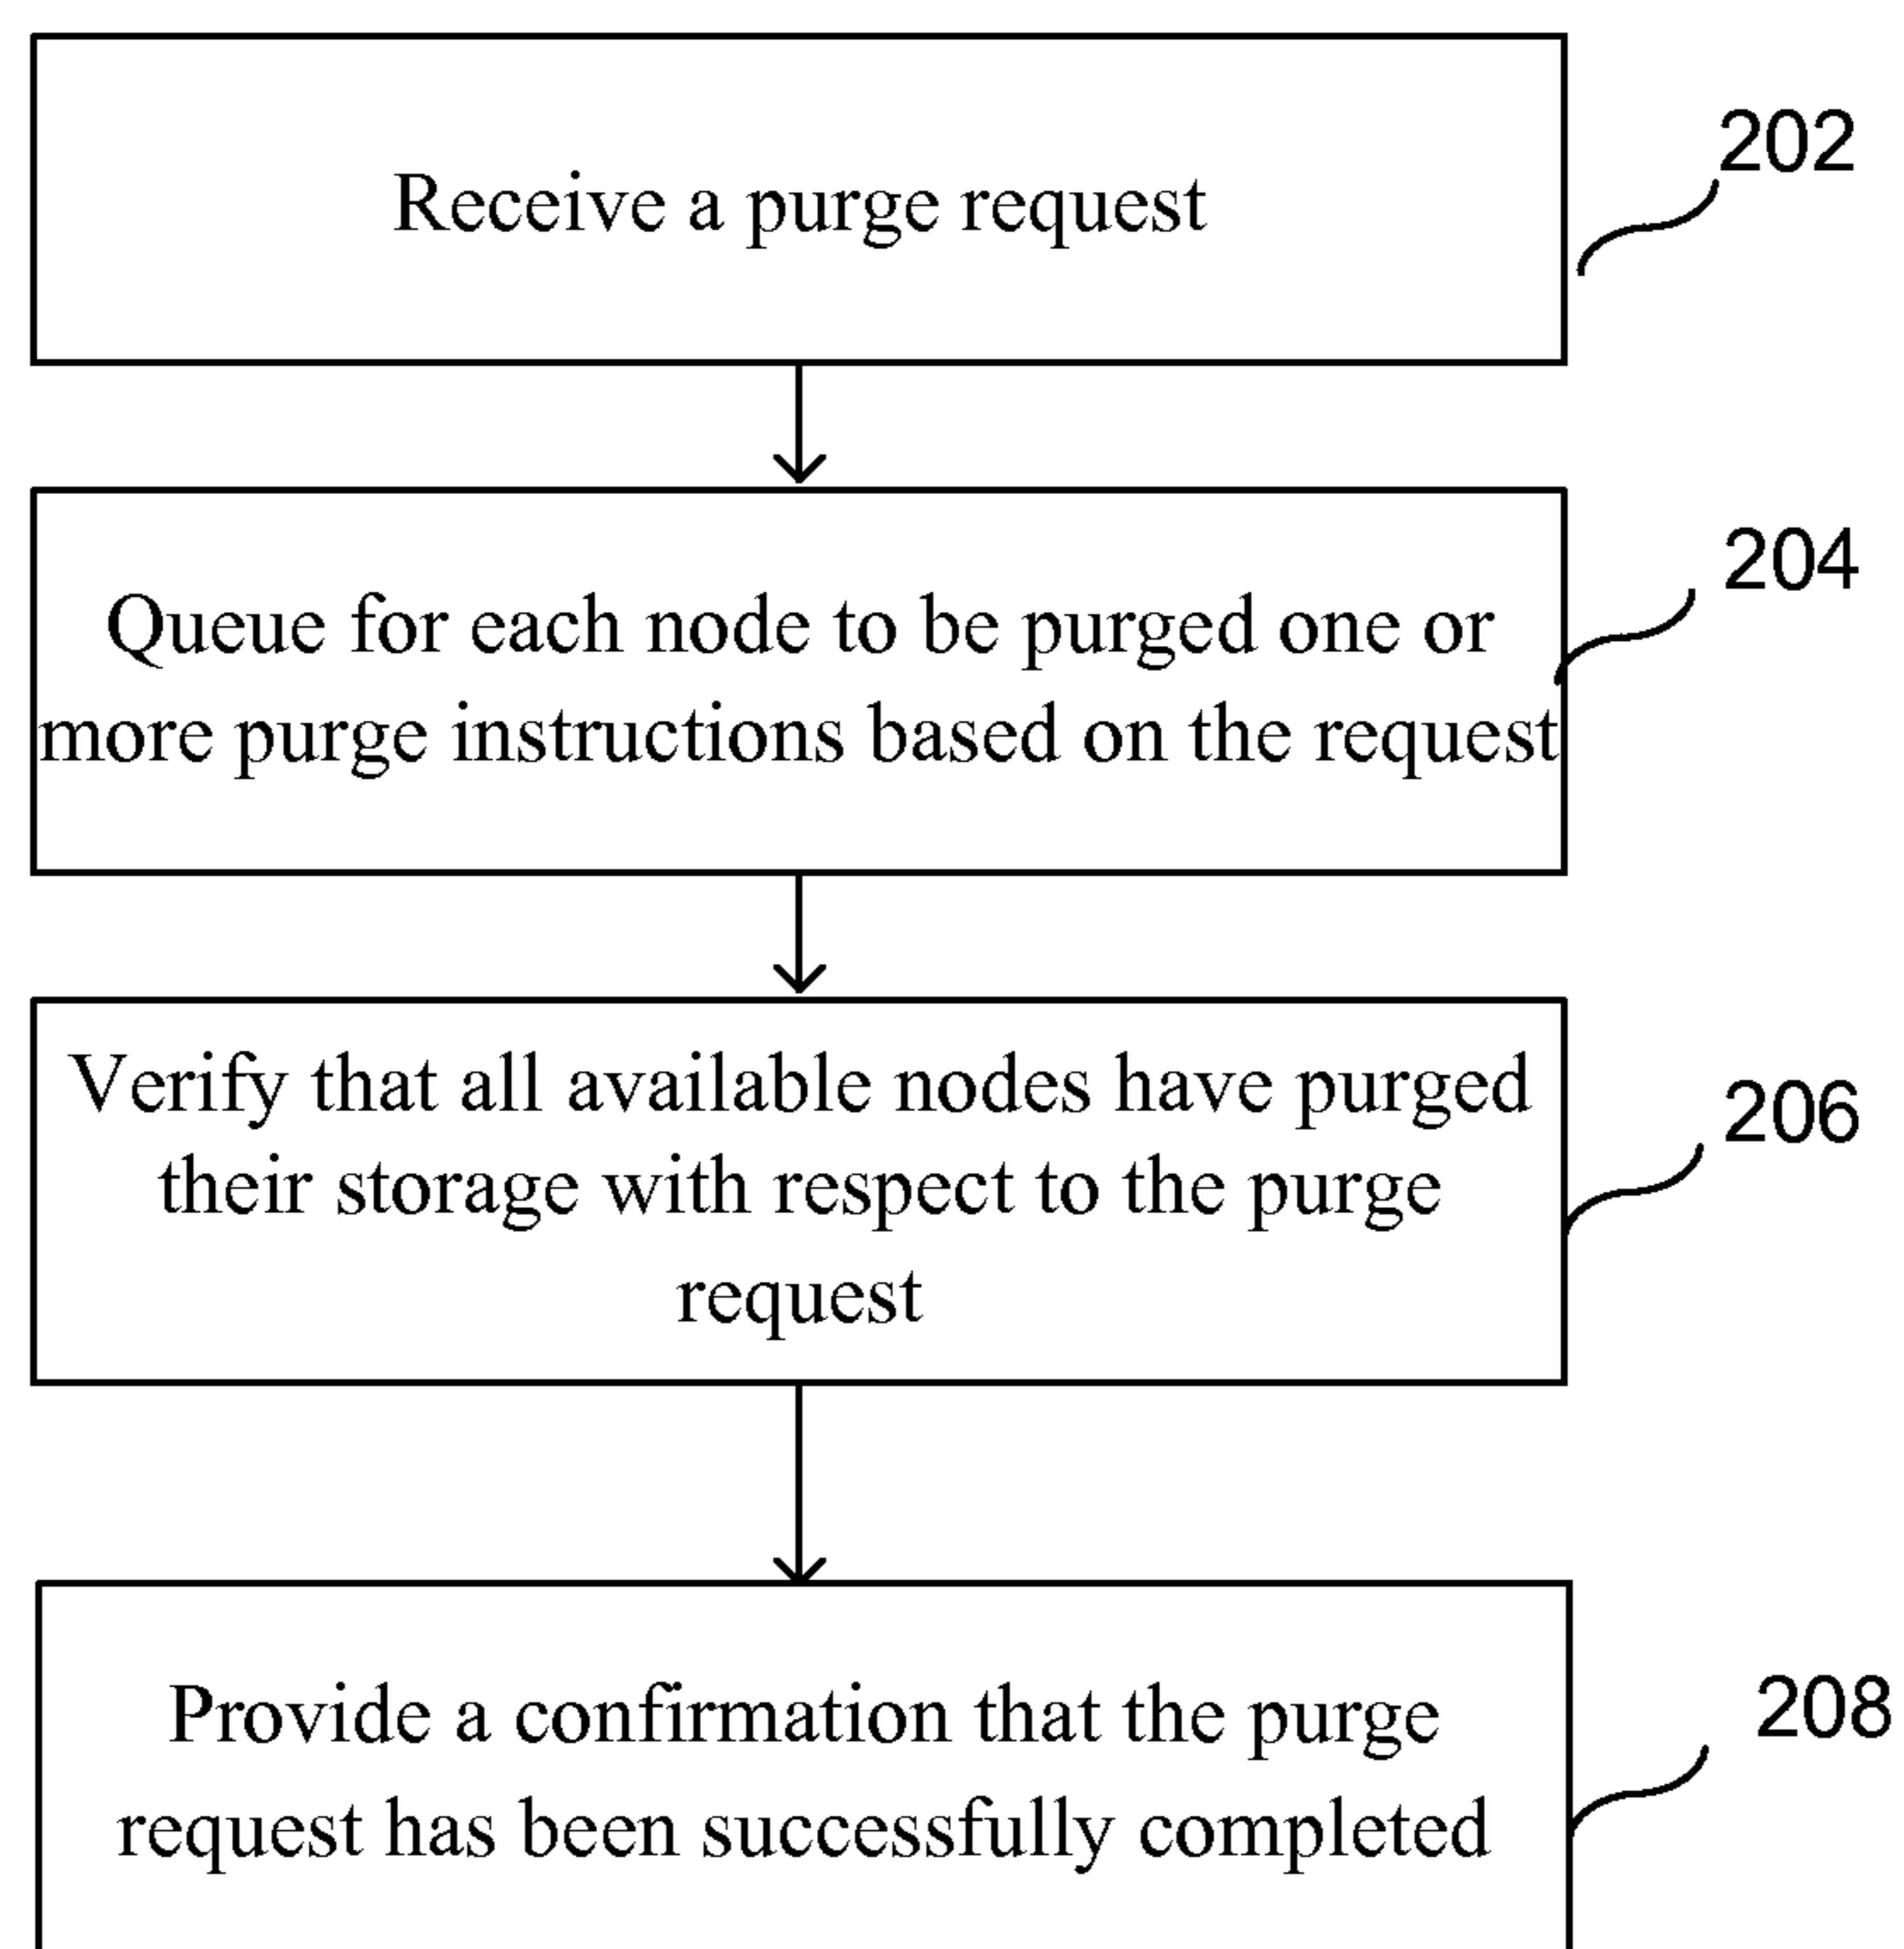 Receive a purge request
202
Queue for each node to be purged one or
more purge instructions based on the request
204
Verify that all available nodes have purged
their storage with respect to the purge
request
206
Provide a confirmation that the purge
request has been successfully completed
208